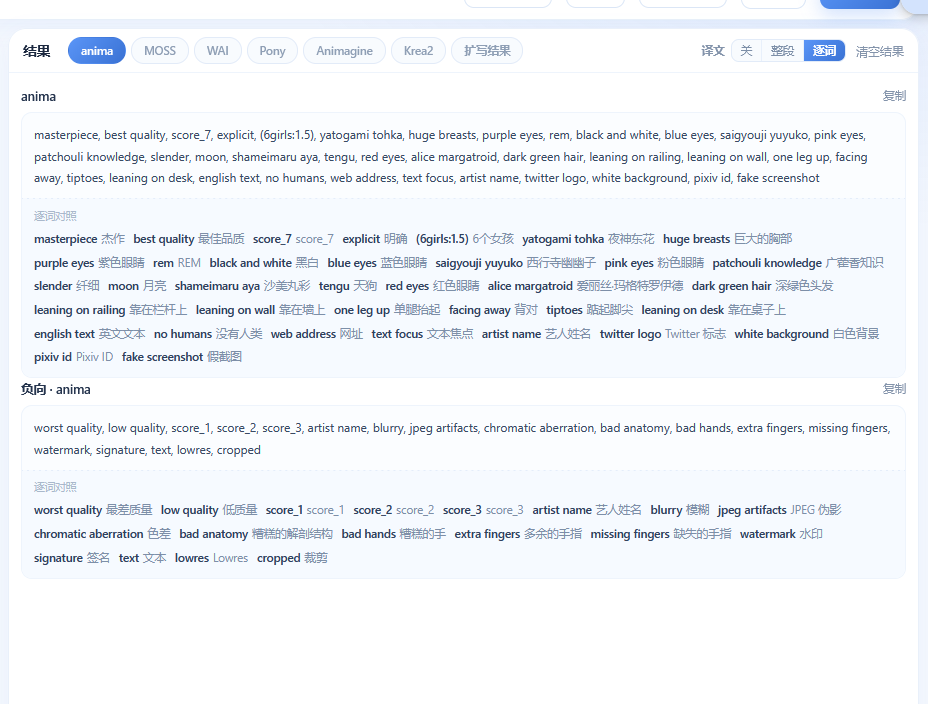 结果 anima MOSS WAI Pony Animagine Krea2 扩写结果 译文 关 整段 逐词 清空结果
anima 复制
masterpiece, best quality, score_7, explicit, (6girls:1.5), yatogami tohka, huge breasts, purple eyes, rem, black and white, blue eyes, saigyouji yuyuko, pink eyes,
patchouli knowledge, slender, moon, shameimaru aya, tengu, red eyes, alice margatroid, dark green hair, leaning on railing, leaning on wall, one leg up, facing
away, tiptoes, leaning on desk, english text, no humans, web address, text focus, artist name, twitter logo, white background, pixiv id, fake screenshot
逐词对照
masterpiece 杰作 best quality 最佳品质 score_7 score_7 explicit 明确 (6girls:1.5) 6个女孩 yatogami tohka 夜神东花 huge breasts 巨大的胸部
purple eyes 紫色眼睛 rem REM black and white 黑白 blue eyes 蓝色眼睛 saigyouji yuyuko 西行寺幽幽子 pink eyes 粉色眼睛 patchouli knowledge 广藿香知识
slender 纤细 moon 月亮 shameimaru aya 沙美丸彩 tengu 天狗 red eyes 红色眼睛 alice margatroid 爱丽丝·玛格特罗伊德 dark green hair 深绿色头发
leaning on railing 靠在栏杆上 leaning on wall 靠在墙上 one leg up 单腿抬起 facing away 背对 tiptoes 踮起脚尖 leaning on desk 靠在桌子上
english text 英文文本 no humans 没有人类 web address 网址 text focus 文本焦点 artist name 艺人姓名 twitter logo Twitter 标志 white background 白色背景
pixiv id Pixiv ID fake screenshot 假截图
负向 · anima 复制
worst quality, low quality, score_1, score_2, score_3, artist name, blurry, jpeg artifacts, chromatic aberration, bad anatomy, bad hands, extra fingers, missing fingers,
watermark, signature, text, lowres, cropped
逐词对照
worst quality 最差质量 low quality 低质量 score_1 score_1 score_2 score_2 score_3 score_3 artist name 艺人姓名 blurry 模糊 jpeg artifacts JPEG 伪影
chromatic aberration 色差 bad anatomy 糟糕的解剖结构 bad hands 糟糕的手 extra fingers 多余的手指 missing fingers 缺失的手指 watermark 水印
signature 签名 text 文本 lowres Lowres cropped 裁剪